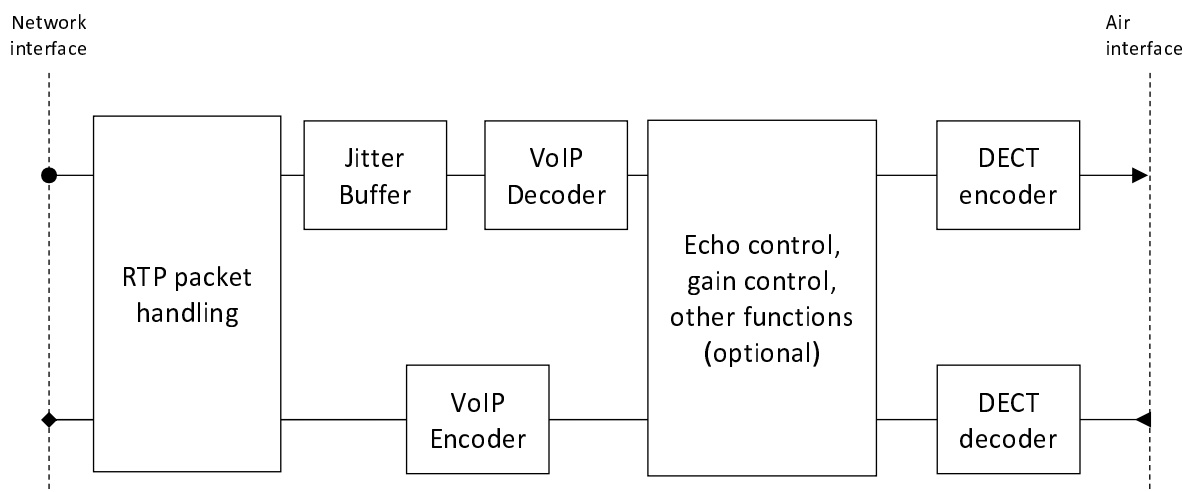 Network
interface
Air
interface
Jitter
Buffer
VoIP
Decoder
DECT
encoder
RTP packet
handling
Echo control,
gain control,
other functions
(optional)
VoIP
Encoder
DECT
decoder